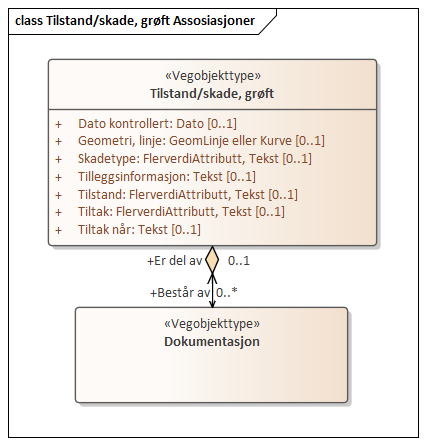 class Tilstand/skade, grøft Assosiasjoner
«Vegobjekttype»
Tilstand/skade, grøft
+ Dato kontrollert: Dato [0..1]
+ Geometri, linje: GeomLinje eller Kurve [0..1]
+ Skadetype: FlerverdiAttributt, Tekst [0..1]
+ Tilleggsinformasjon: Tekst [0..1]
+ Tilstand: FlerverdiAttributt, Tekst [0..1]
+ Tiltak: FlerverdiAttributt, Tekst [0..1]
+ Tiltak når: Tekst [0..1]
+Er del av 0..1
+Består av 0..*
«Vegobjekttype»
Dokumentasjon